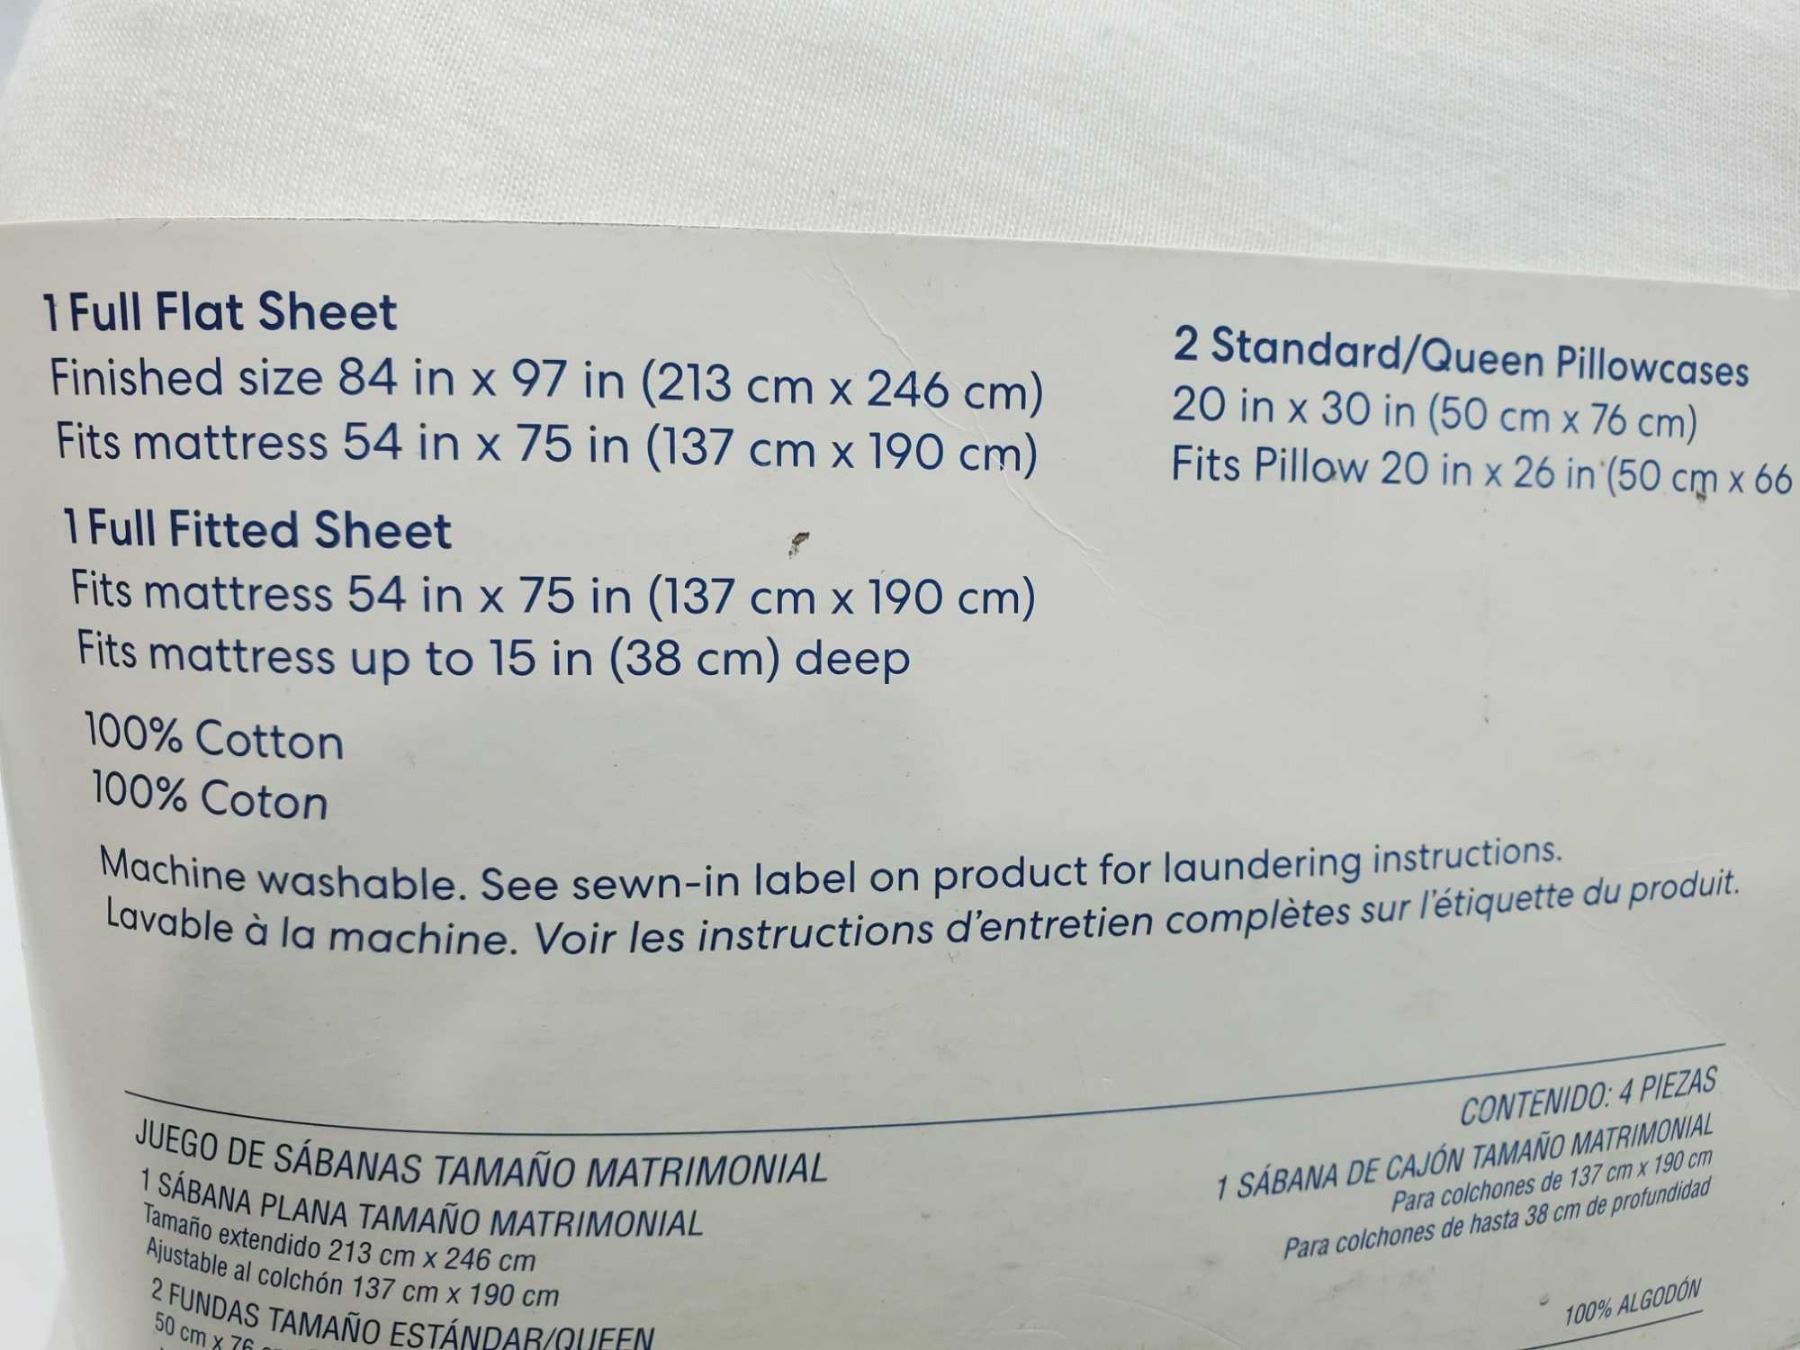 1 Full Flat Sheet
Finished size 84 in x 97 in (213 cm x 246 cm)
Fits mattress 54 in x 75 in (137 cm x 190 cm)
1 Full Fitted Sheet
Fits mattress 54 in x 75 in (137 cm x 190 cm)
Fits mattress up to 15 in (38 cm) deep
2 Standard/Queen Pillowcases
20 in x 30 in (50 cm x 76 cm)
Fits Pillow 20 in x 26 in (50 cm x 66
100% Cotton
100% Coton
Machine washable. See sewn-in label on product for laundering instructions.
Lavable à la machine. Voir les instructions d'entretien complètes sur l'étiquette du produit.
JUEGO DE SÁBANAS TAMAÑO MATRIMONIAL
1 SÁBANA PLANA TAMAÑO MATRIMONIAL
Tamaño extendido 213 cm x 246 cm
Ajustable al colchón 137 cm x 190 cm
2 FUNDAS TAMAÑO ESTÁNDAR/QUEEN
50 cm x 76
CONTENIDO: 4 PIEZAS
1 SÁBANA DE CAJÓN TAMAÑO MATRIMONIAL
Para colchones de 137 cm x 190 cm
Para colchones de hasta 38 cm de profundidad
100% ALGODÓN